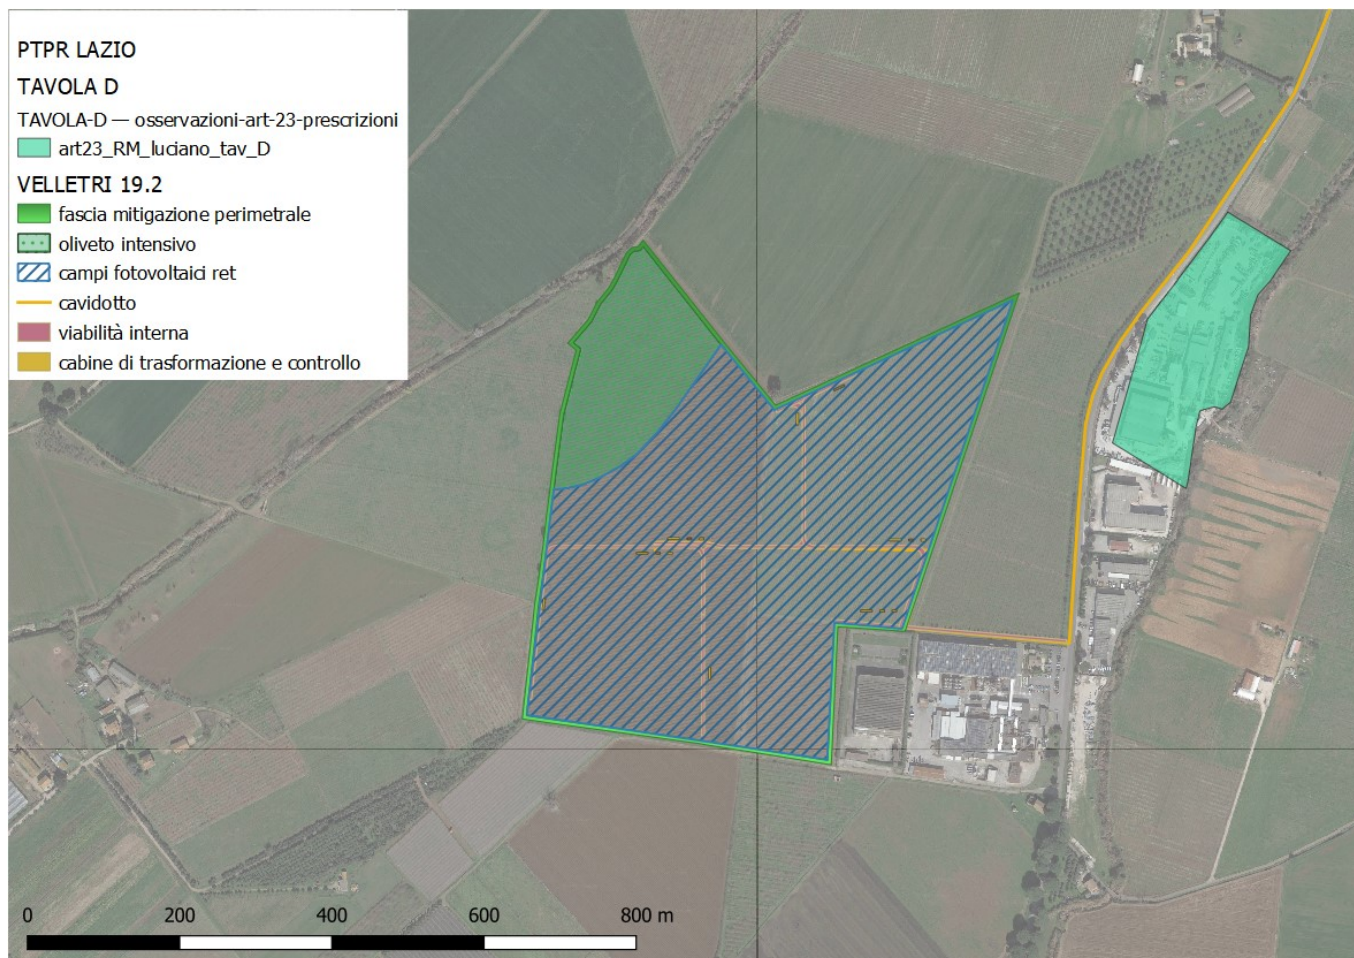 PTPR LAZIO
TAVOLA D
TAVOLA-D — osservazioni-art-23-prescrizioni
art23_RM_luciano_tav_D
VELLETRI 19.2
fascia mitigazione perimetrale
oliveto intensivo
campi fotovoltaici ret
cavidotto
viabilità interna
cabine di trasformazione e controllo
0 200 400 600 800 m